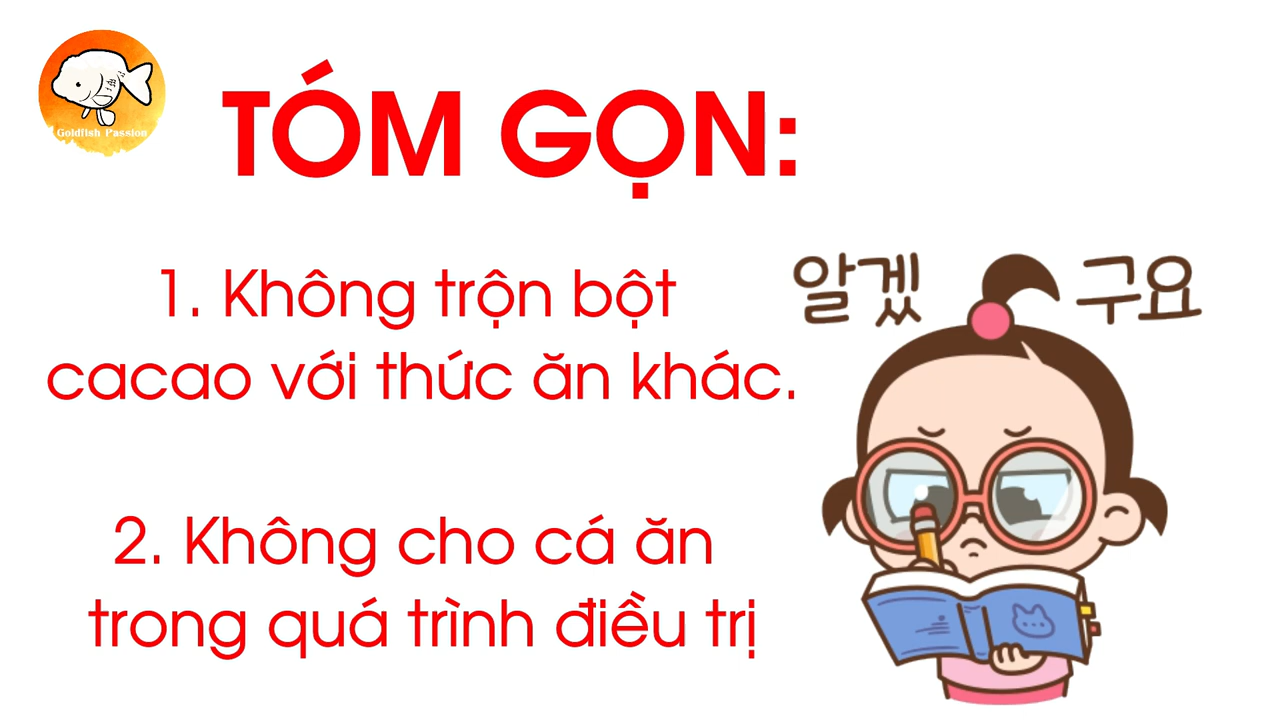 Goldfish Passion
TÓM GỌN:
1. Không trộn bột
cacao với thức ăn khác.
2. Không cho cá ăn
trong quá trình điều trị
알겠 구요